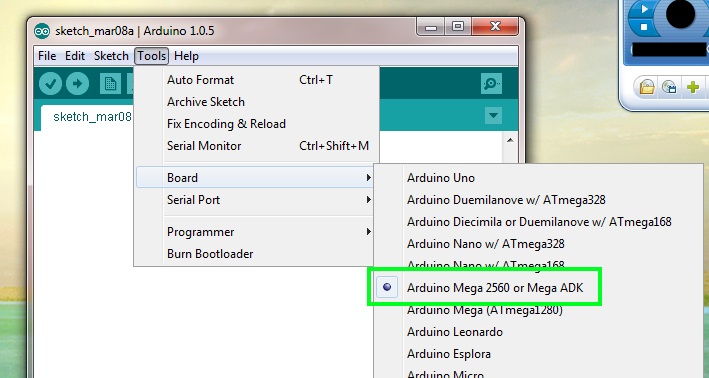 sketch_mar08a | Arduino 1.0.5
File Edit Sketch Tools Help
Auto Format Ctrl+T
Archive Sketch
sketch_mar08
Fix Encoding & Reload
Serial Monitor Ctrl+Shift+M
Board
Serial Port
Programmer
Burn Bootloader
Arduino Uno
Arduino Duemilanove w/ ATmega328
Arduino Diecimila or Duemilanove w/ ATmega168
Arduino Nano w/ ATmega328
Arduino Nano w/ ATmega168
Arduino Mega 2560 or Mega ADK
Arduino Mega (ATmega1280)
Arduino Leonardo
Arduino Esplora
Arduino Micro